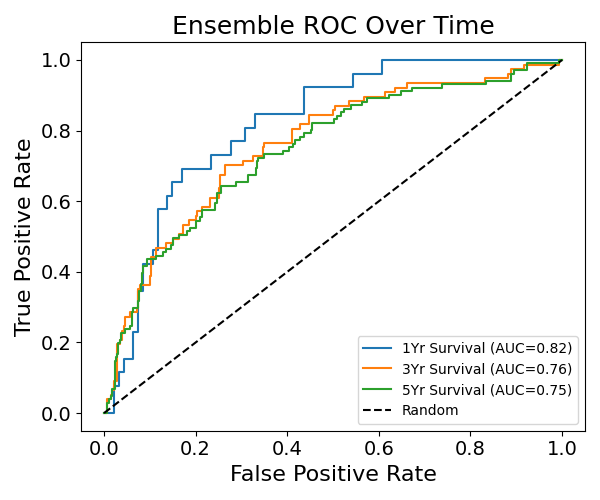 Ensemble ROC Over Time
True Positive Rate
1.0
0.8
0.6
0.4
0.2
0.0
1Yr Survival (AUC=0.82)
3Yr Survival (AUC=0.76)
5Yr Survival (AUC=0.75)
Random
0.0 0.2 0.4 0.6 0.8 1.0
False Positive Rate